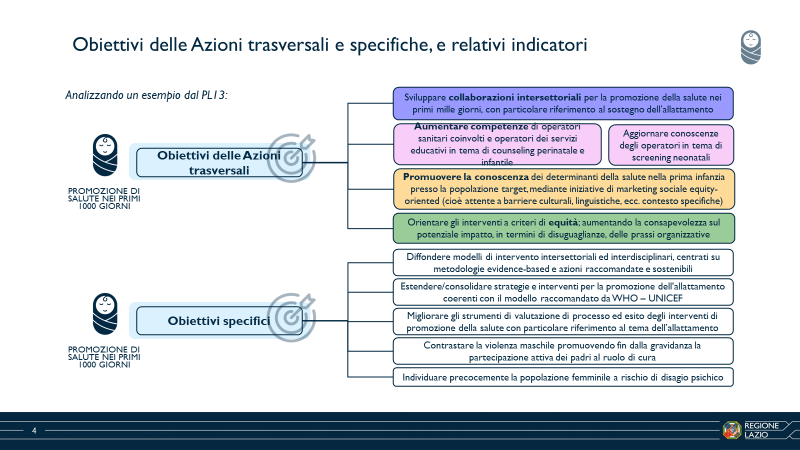 Obiettivi delle Azioni trasversali e specifiche, e relativi indicatori
Analizzando un esempio dal PL13:
Obiettivi delle Azioni
trasversali
PROMOZIONE DI
SALUTE NEI PRIMI
1000 GIORNI
Sviluppare collaborazioni intersettoriali per la promozione della salute nei
primi mille giorni, con particolare riferimento al sostegno dell'allattamento
Aumentare competenze di operatori
sanitari coinvolti e operatori dei servizi
educativi in tema di counseling perinatale e
infantile
Aggiornare conoscenze
degli operatori in tema di
screening neonatali
Promuovere la conoscenza dei determinanti della salute nella prima infanzia
presso la popolazione target, mediante iniziative di marketing sociale equity-
oriented (cioè attente a barriere culturali, linguistiche, ecc. contesto specifiche)
Orientare gli interventi a criteri di equità; aumentando la consapevolezza sul
potenziale impatto, in termini di disuguaglianze, delle prassi organizzative
Obiettivi specifici
PROMOZIONE DI
SALUTE NEI PRIMI
1000 GIORNI
Diffondere modelli di intervento intersettoriali ed interdisciplinari, centrati su
metodologie evidence-based e azioni raccomandate e sostenibili
Estendere/consolidare strategie e interventi per la promozione dell'allattamento
coerenti con il modello raccomandato da WHO – UNICEF
Migliorare gli strumenti di valutazione di processo ed esito degli interventi di
promozione della salute con particolare riferimento al tema dell'allattamento
Contrastare la violenza maschile promuovendo fin dalla gravidanza la
partecipazione attiva dei padri al ruolo di cura
Individuare precocemente la popolazione femminile a rischio di disagio psichico
4
REGIONE
LAZIO